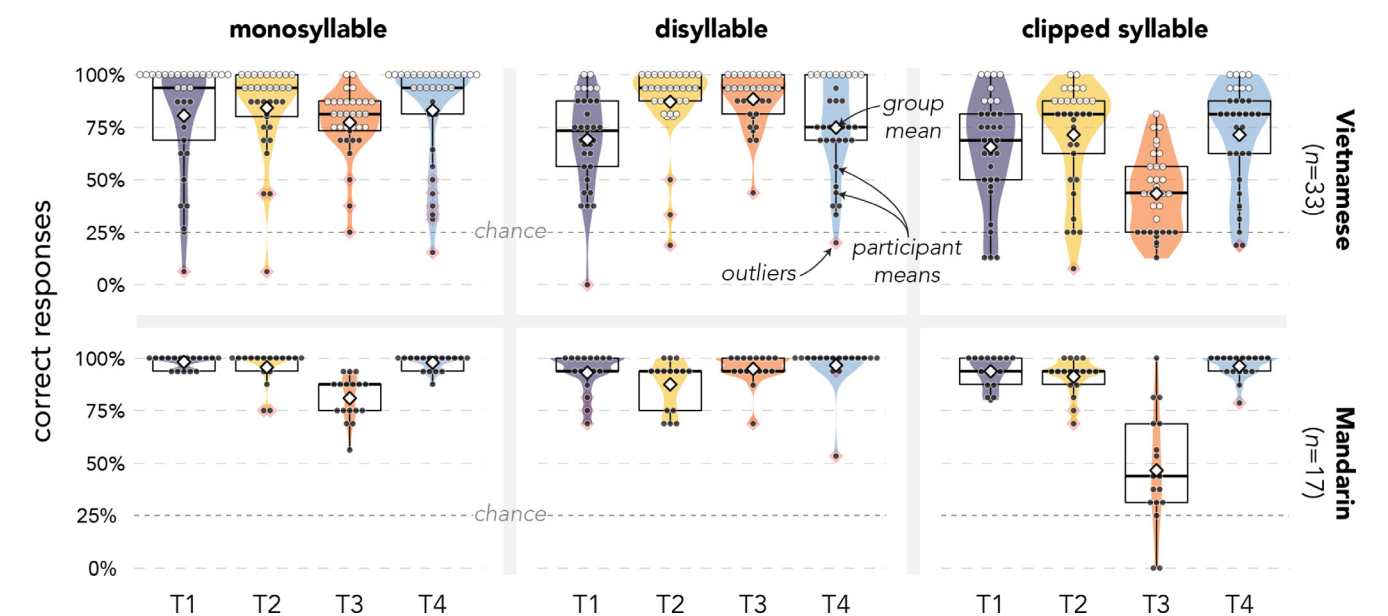 monosyllable
disyllable
clipped syllable
correct responses
100%
75%
50%
25%
0%
chance
group
mean
participant
means
outliers
Vietnamese
(n=33)
100%
75%
50%
25%
0%
chance
Mandarin
(n=17)
T1 T2 T3 T4
T1 T2 T3 T4
T1 T2 T3 T4